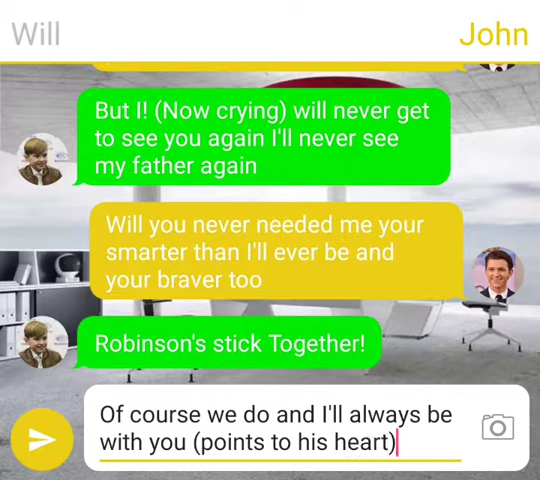 Will
John
But I! (Now crying) will never get
to see you again I'll never see
my father again
Will you never needed me your
smarter than I'll ever be and
your braver too
Robinson's stick Together!
Of course we do and I'll always be
with you (points to his heart)